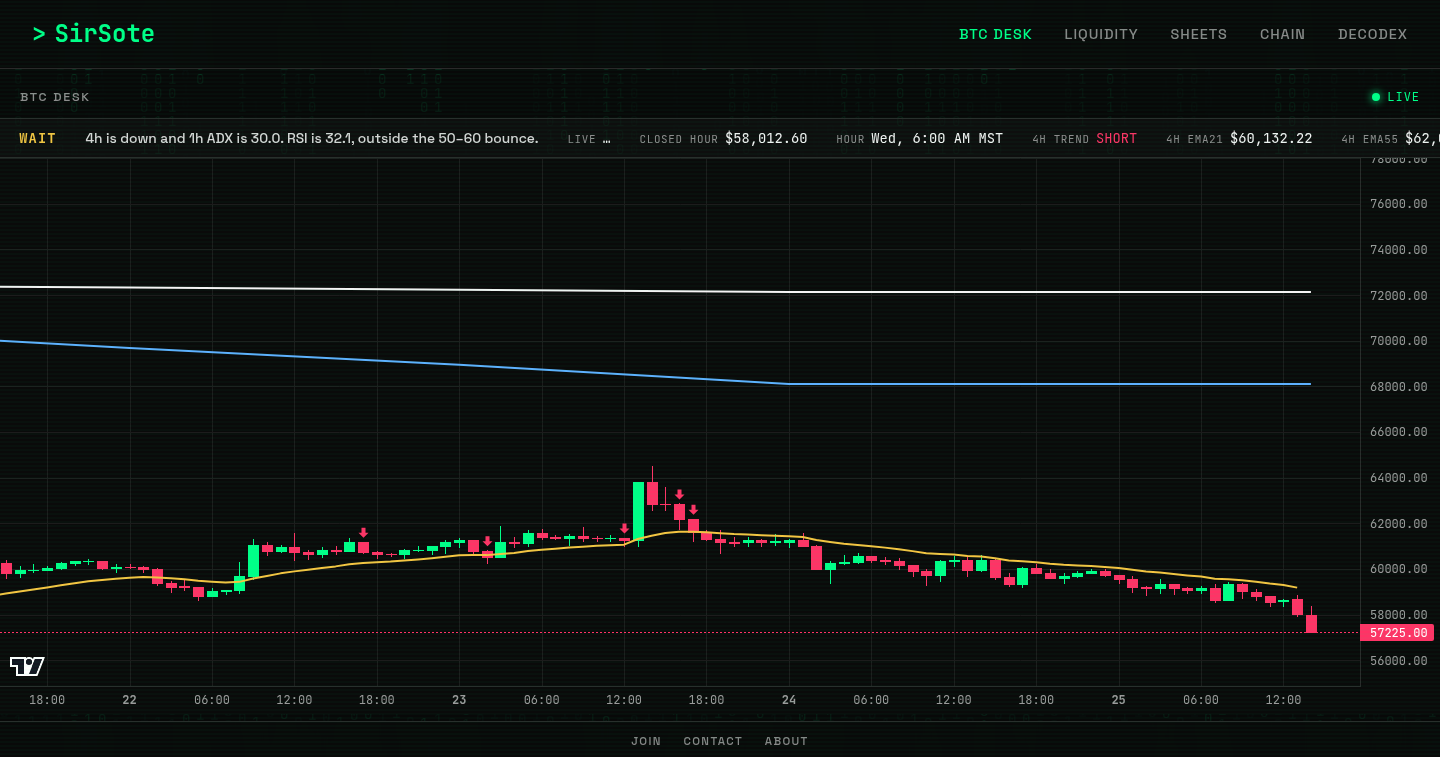 > SirSote
BTC DESK LIQUIDITY SHEETS CHAIN DECODEX
BTC DESK
LIVE
WAIT 4h is down and 1h ADX is 30.0. RSI is 32.1, outside the 50–60 bounce. LIVE … CLOSED HOUR $58,012.60 HOUR Wed, 6:00 AM MST 4H TREND SHORT 4H EMA21 $60,132.22 4H EMA55 $62,0
78000.00
76000.00
74000.00
72000.00
70000.00
68000.00
66000.00
64000.00
62000.00
60000.00
58000.00
57225.00
56000.00
18:00 22 06:00 12:00 18:00 23 06:00 12:00 18:00 24 06:00 12:00 18:00 25 06:00 12:00
JOIN CONTACT ABOUT